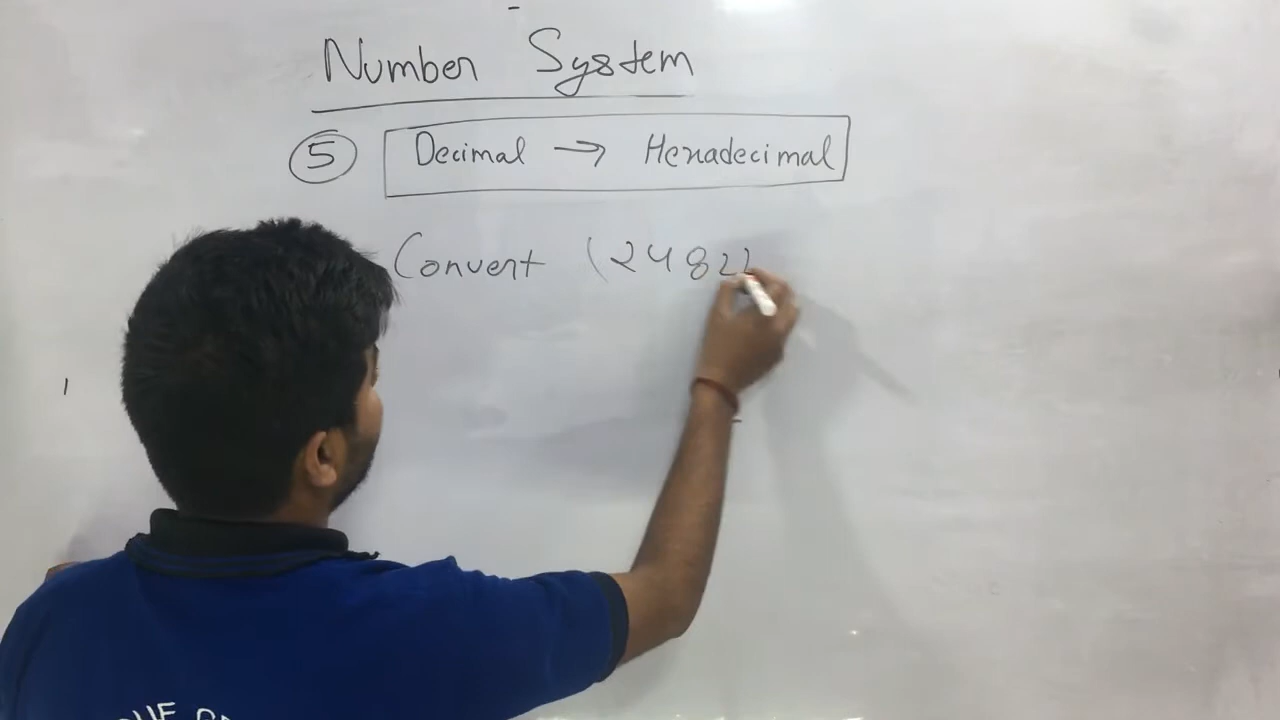 Number System
5 Decimal → Hexadecimal
Convert (2482)